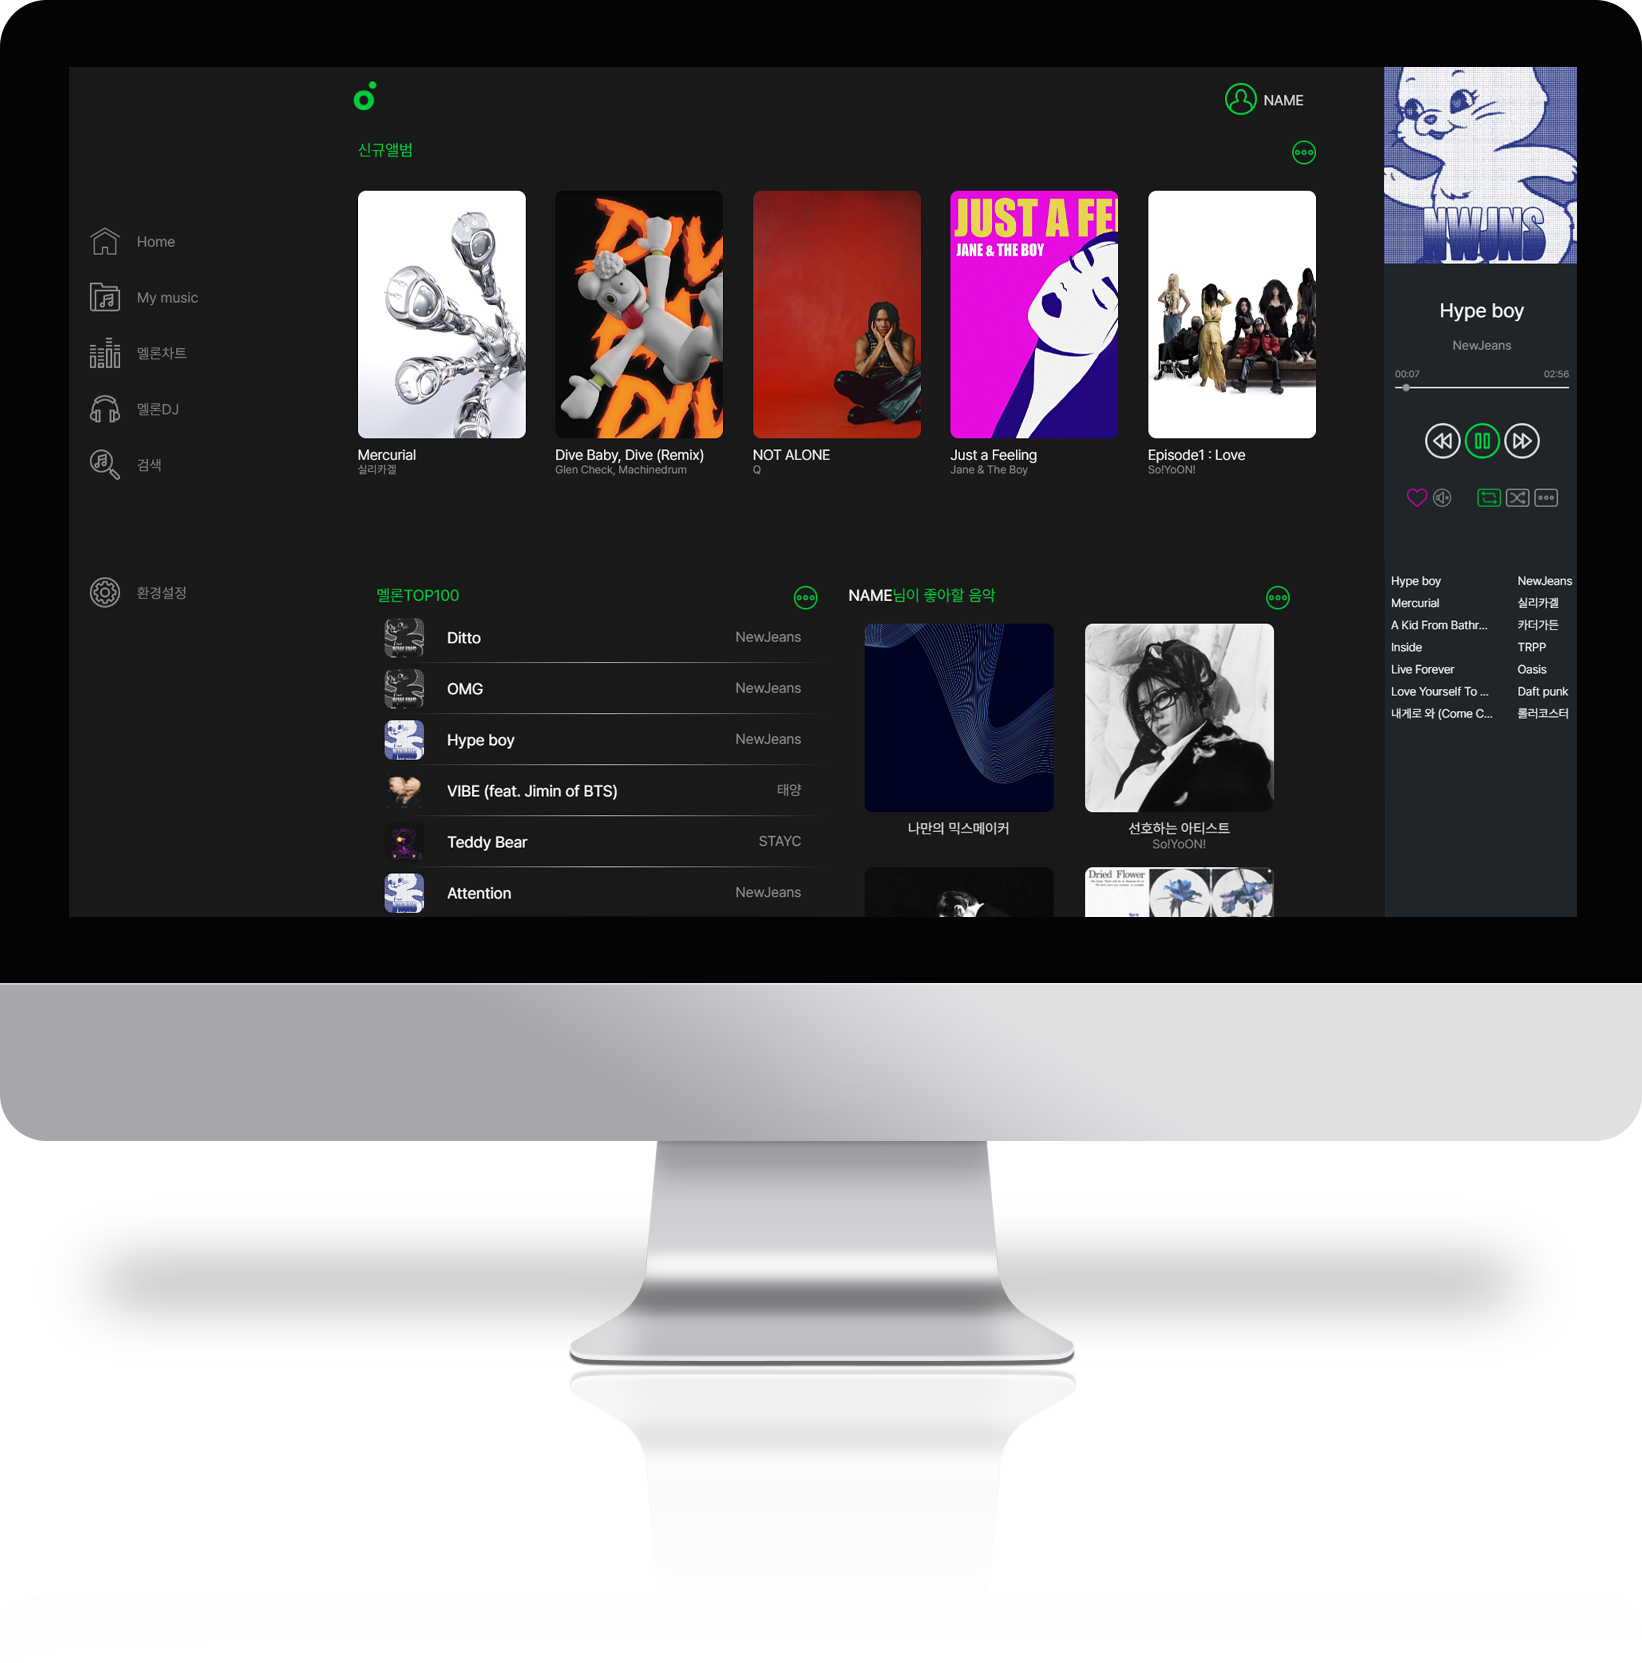 NAME
신규앨범
Home
My music
멜론차트
멜론DJ
검색
환경설정
DIV
DIV
JUST A FE
JANE & THE BOY
Mercurial
실리카겔
Dive Baby, Dive (Remix)
Glen Check, Machinedrum
NOT ALONE
Q
Just a Feeling
Jane & The Boy
Episode1 : Love
So!YoON!
멜론TOP100
Ditto NewJeans
OMG NewJeans
Hype boy NewJeans
VIBE (feat. Jimin of BTS) 태양
Teddy Bear STAYC
Attention NewJeans
NAME님이 좋아할 음악
나만의 믹스메이커
선호하는 아티스트
So!YoON!
Dried Flower
NWJNS
Hype boy
NewJeans
00:07 02:56
Hype boy NewJeans
Mercurial 실리카겔
A Kid From Bathr... 카더가든
Inside TRPP
Live Forever Oasis
Love Yourself To ... Daft punk
내게로 와 (Come C... 롤러코스터